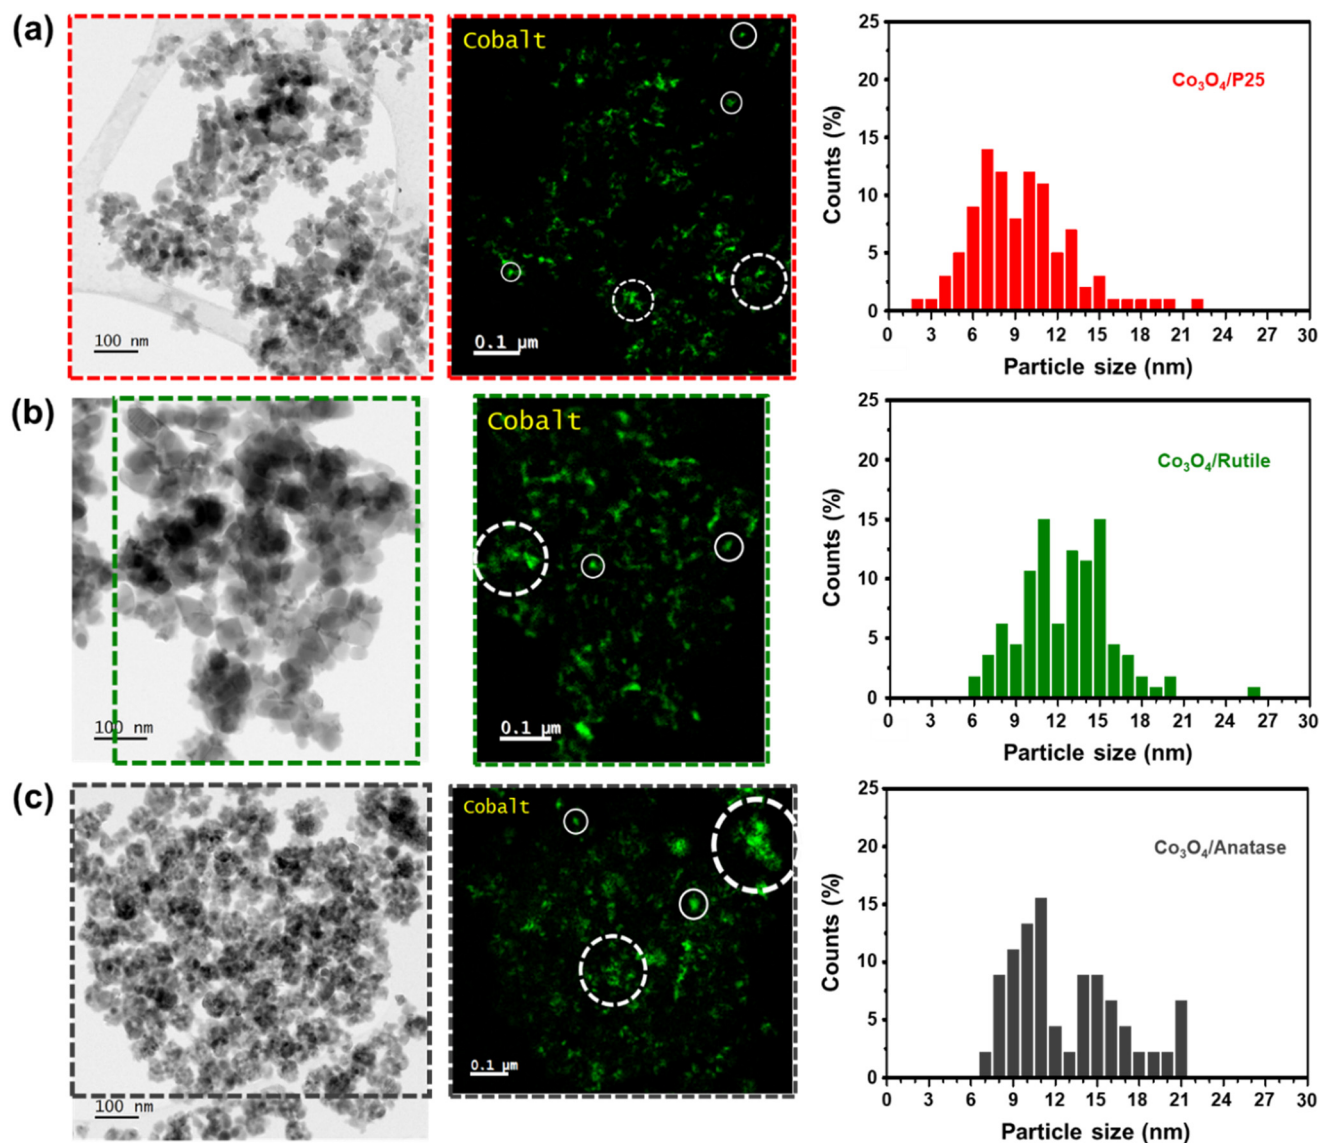 (a)
100 nm
Cobalt
0.1 µm
25
20
15
10
5
0
Counts (%)
Co₃O₄/P25
0 3 6 9 12 15 18 21 24 27 30
Particle size (nm)
(b)
100 nm
Cobalt
0.1 µm
25
20
15
10
5
0
Counts (%)
Co₃O₄/Rutile
0 3 6 9 12 15 18 21 24 27 30
Particle size (nm)
(c)
100 nm
Cobalt
0.1 µm
25
20
15
10
5
0
Counts (%)
Co₃O₄/Anatase
0 3 6 9 12 15 18 21 24 27 30
Particle size (nm)